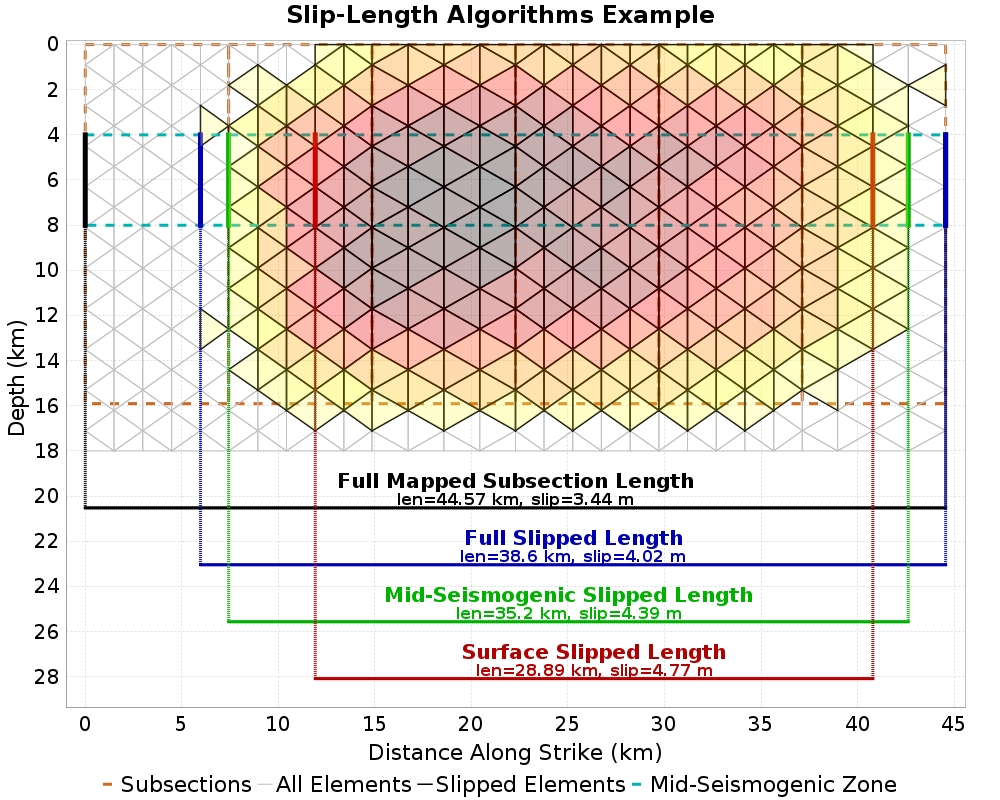 Slip-Length Algorithms Example
0
2
4
6
8
10
12
14
16
18
20
22
24
26
28
Depth (km)
Full Mapped Subsection Length
len=44.57 km, slip=3.44 m
Full Slipped Length
len=38.6 km, slip=4.02 m
Mid-Seismogenic Slipped Length
len=35.2 km, slip=4.39 m
Surface Slipped Length
len=28.89 km, slip=4.77 m
0 5 10 15 20 25 30 35 40 45
Distance Along Strike (km)
Subsections All Elements Slipped Elements Mid-Seismogenic Zone